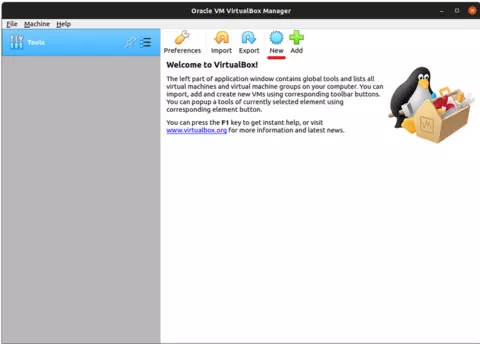 Oracle VM VirtualBox Manager
File Machine Help
Tools
Preferences Import Export New Add
Welcome to VirtualBox!
The left part of application window contains global tools and lists all
virtual machines and virtual machine groups on your computer. You can
import, add and create new VMs using corresponding toolbar buttons.
You can popup a tools of currently selected element using
corresponding element button.
You can press the F1 key to get instant help, or visit
www.virtualbox.org for more information and latest news.